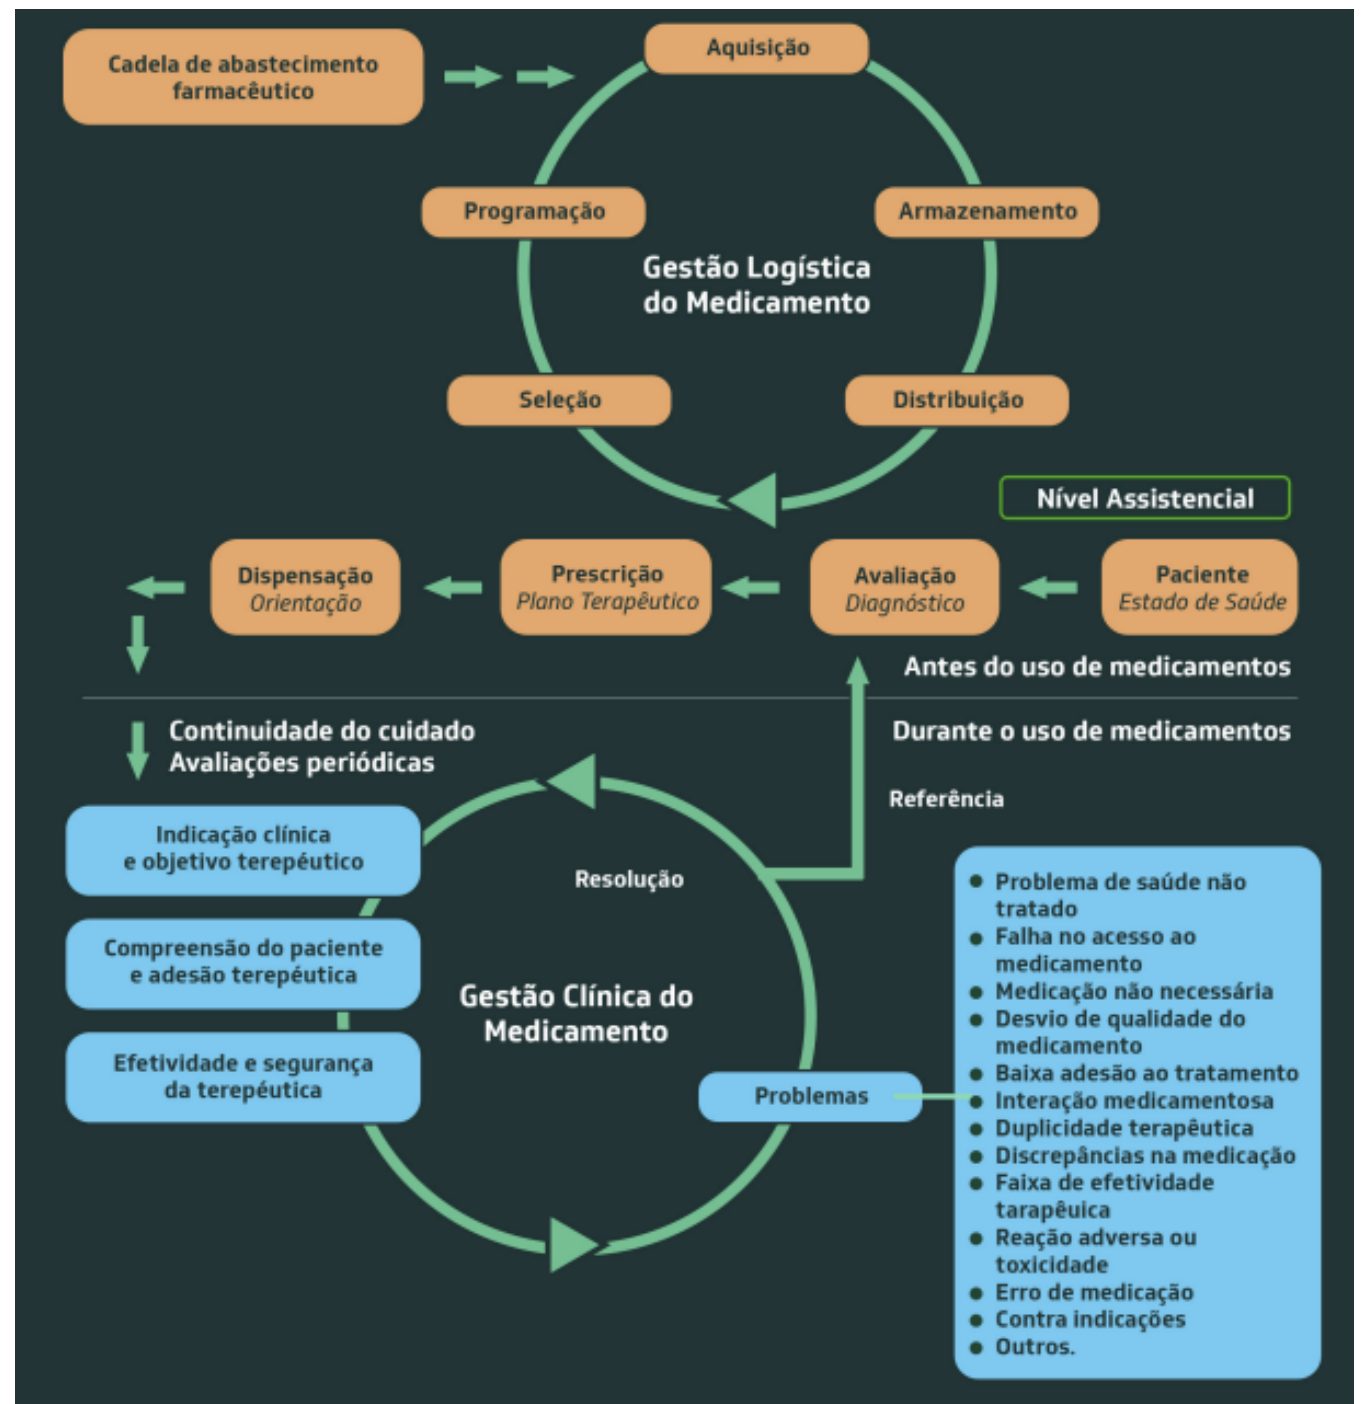 Cadela de abastecimento
farmacêutico
Aquisição
Programação
Armazenamento
Gestão Logística
do Medicamento
Seleção
Distribuição
Nível Assistencial
Dispensação
Orientação
Prescrição
Plano Terapêutico
Avaliação
Diagnóstico
Paciente
Estado de Saúde
Antes do uso de medicamentos
Continuidade do cuidado
Avaliações periódicas
Durante o uso de medicamentos
Referência
Indicação clínica
e objetivo terepéutico
Resolução
Compreensão do paciente
e adesão terepéutica
Gestão Clínica do
Medicamento
Efetividade e segurança
da terepéutica
Problemas
Problema de saúde não
tratado
Falha no acesso ao
medicamento
Medicação não necessária
Desvio de qualidade do
medicamento
Baixa adesão ao tratamento
Interação medicamentosa
Duplicidade terapêutica
Discrepâncias na medicação
Faixa de efetividade
tarapêuica
Reação adversa ou
toxicidade
Erro de medicação
Contra indicações
Outros.